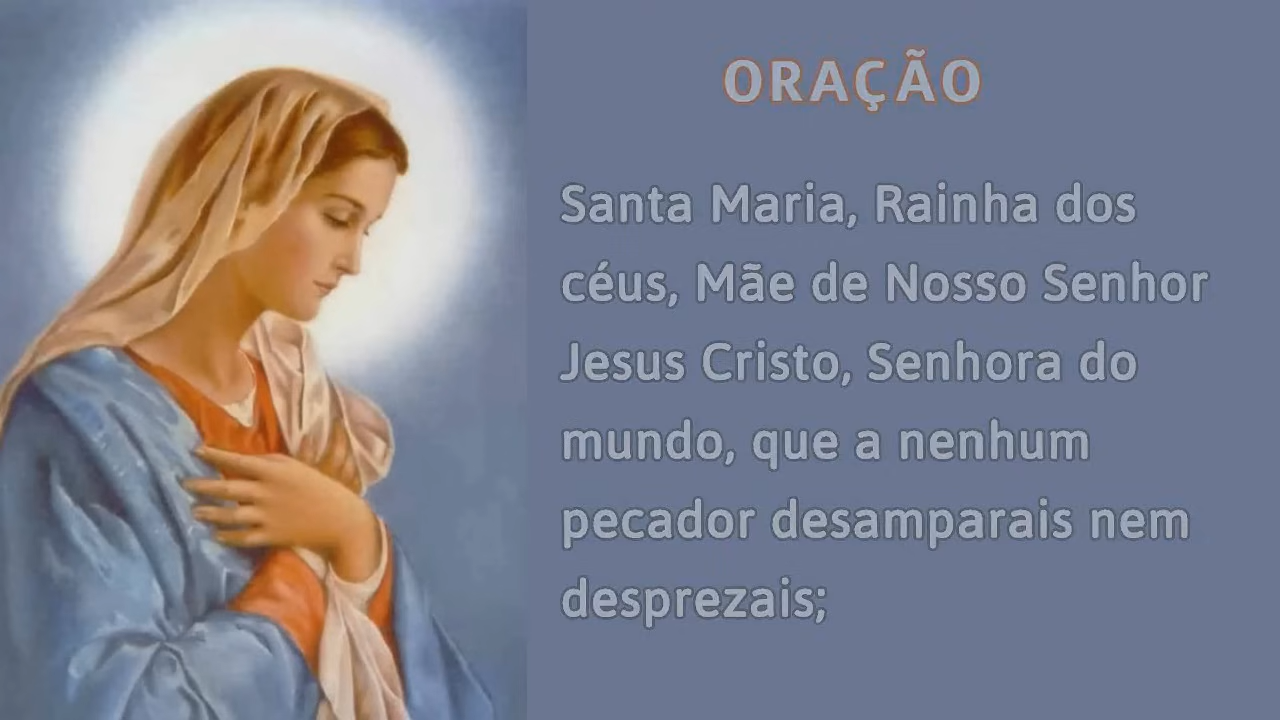 ORAÇÃO
Santa Maria, Rainha dos
céus, Mãe de Nosso Senhor
Jesus Cristo, Senhora do
mundo, que a nenhum
pecador desamparais nem
desprezais;